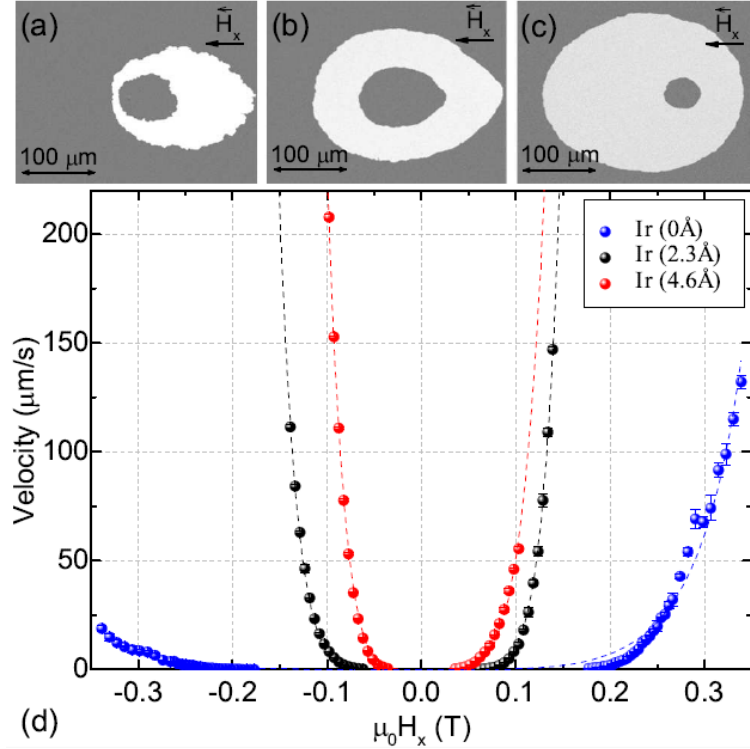 (a)
H_x
100 μm
(b)
H_x
100 μm
(c)
H_x
100 μm
Velocity (μm/s)
200
150
100
50
0
Ir (0Å)
Ir (2.3Å)
Ir (4.6Å)
-0.3 -0.2 -0.1 0.0 0.1 0.2 0.3
μ₀Hₓ (T)
(d)